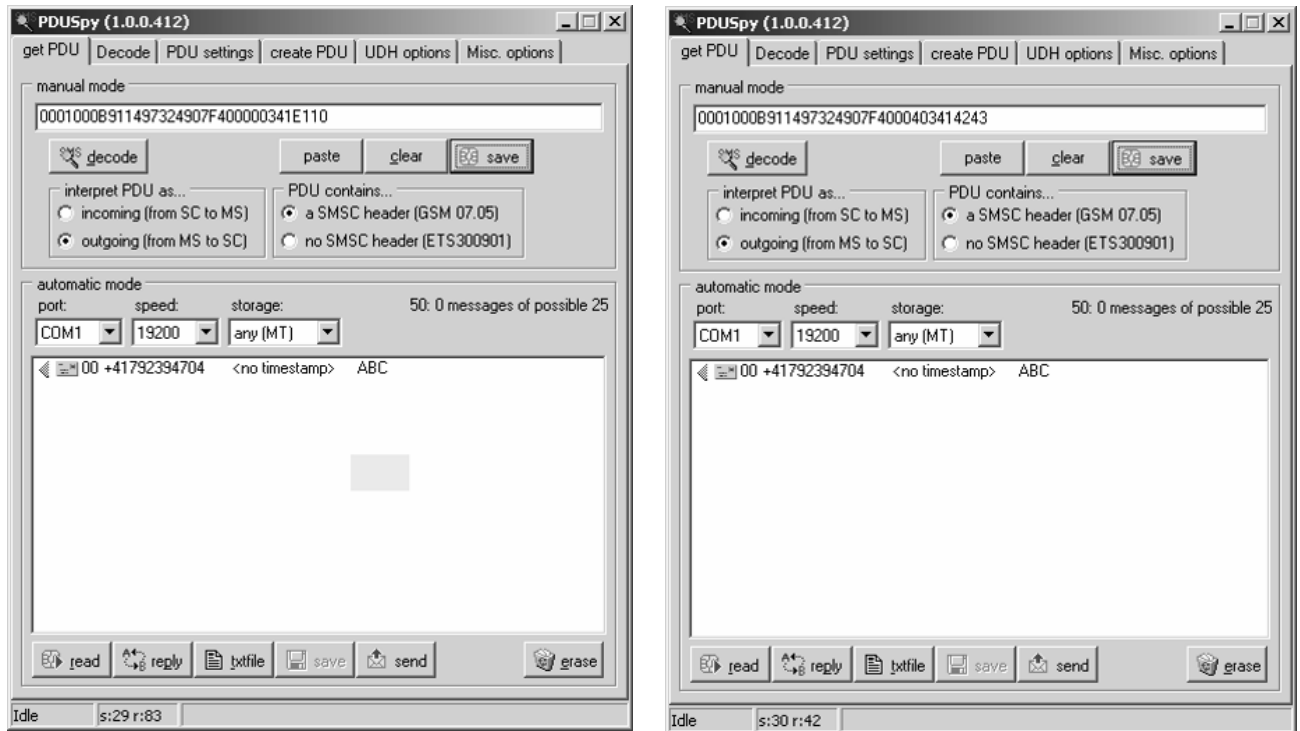 PDUSpy (1.0.0.412)
get PDU Decode PDU settings create PDU UDH options Misc. options
manual mode
0001000B911497324907F400000341E110
decode paste clear save
interpret PDU as... PDU contains...
incoming (from SC to MS) a SMSC header (GSM 07.05)
outgoing (from MS to SC) no SMSC header (ETS300901)
automatic mode
port: speed: storage: 50: 0 messages of possible 25
COM1 19200 any (MT)
00 +41792394704 <no timestamp> ABC
read reply txtfile save send erase
Idle s:29 r:83
PDUSpy (1.0.0.412)
get PDU Decode PDU settings create PDU UDH options Misc. options
manual mode
0001000B911497324907F4000403414243
decode paste clear save
interpret PDU as... PDU contains...
incoming (from SC to MS) a SMSC header (GSM 07.05)
outgoing (from MS to SC) no SMSC header (ETS300901)
automatic mode
port: speed: storage: 50: 0 messages of possible 25
COM1 19200 any (MT)
00 +41792394704 <no timestamp> ABC
read reply txtfile save send erase
Idle s:30 r:42